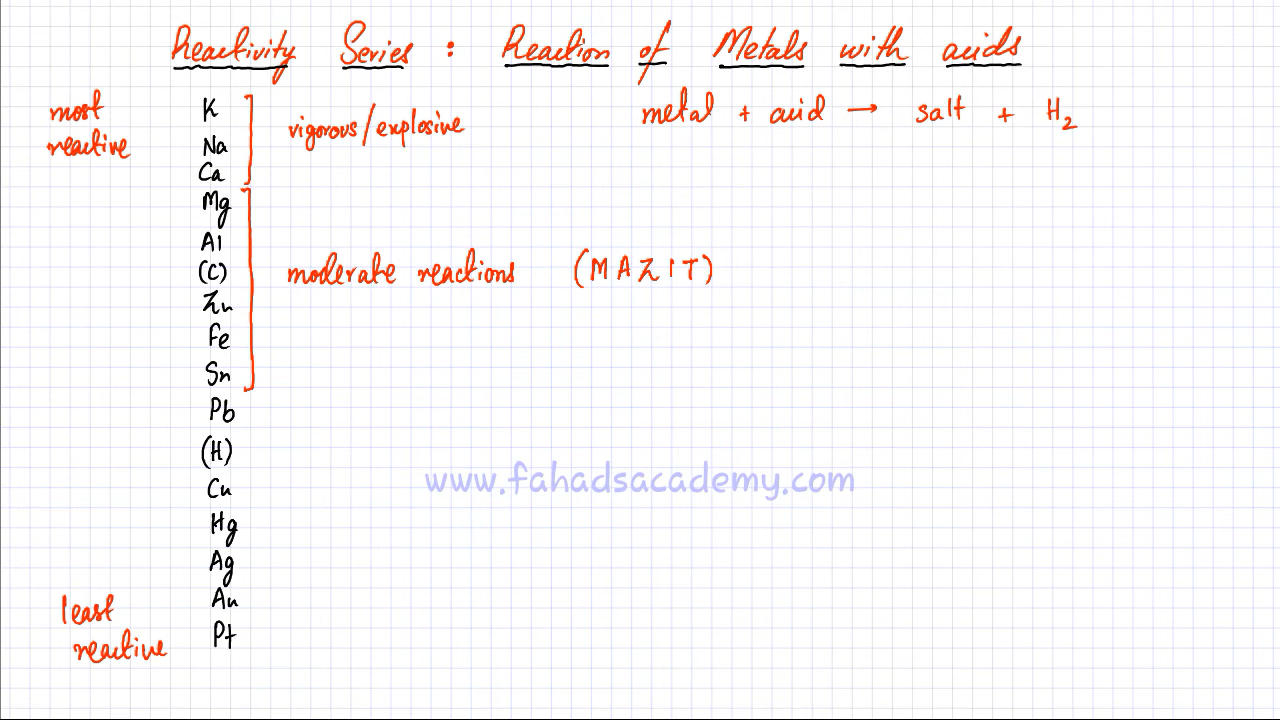 Reactivity Series : Reaction of Metals with acids
most reactive
metal + acid → salt + H₂
K
Na
Ca
vigorous/explosive
Mg
Al
(C)
Zn
Fe
Sn
moderate reactions (MAZIT)
Pb
(H)
Cu
Hg
Ag
Au
Pt
least reactive
www.fahadsacademy.com